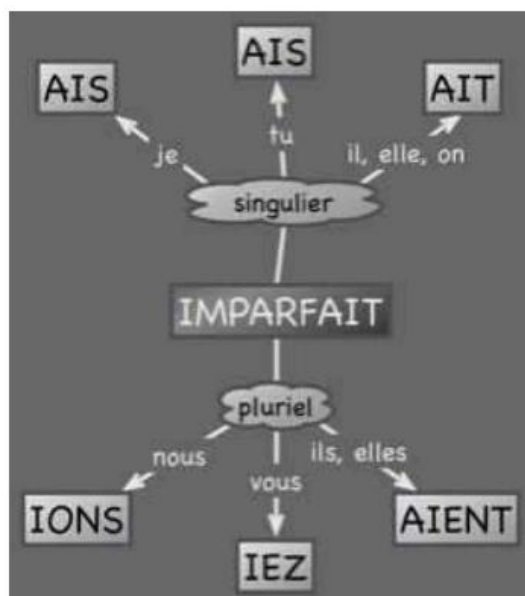 AIS
AIS
AIT
je
tu
il, elle, on
singulier
IMPARFAIT
pluriel
nous
vous
ils, elles
IONS
IEZ
AIENT